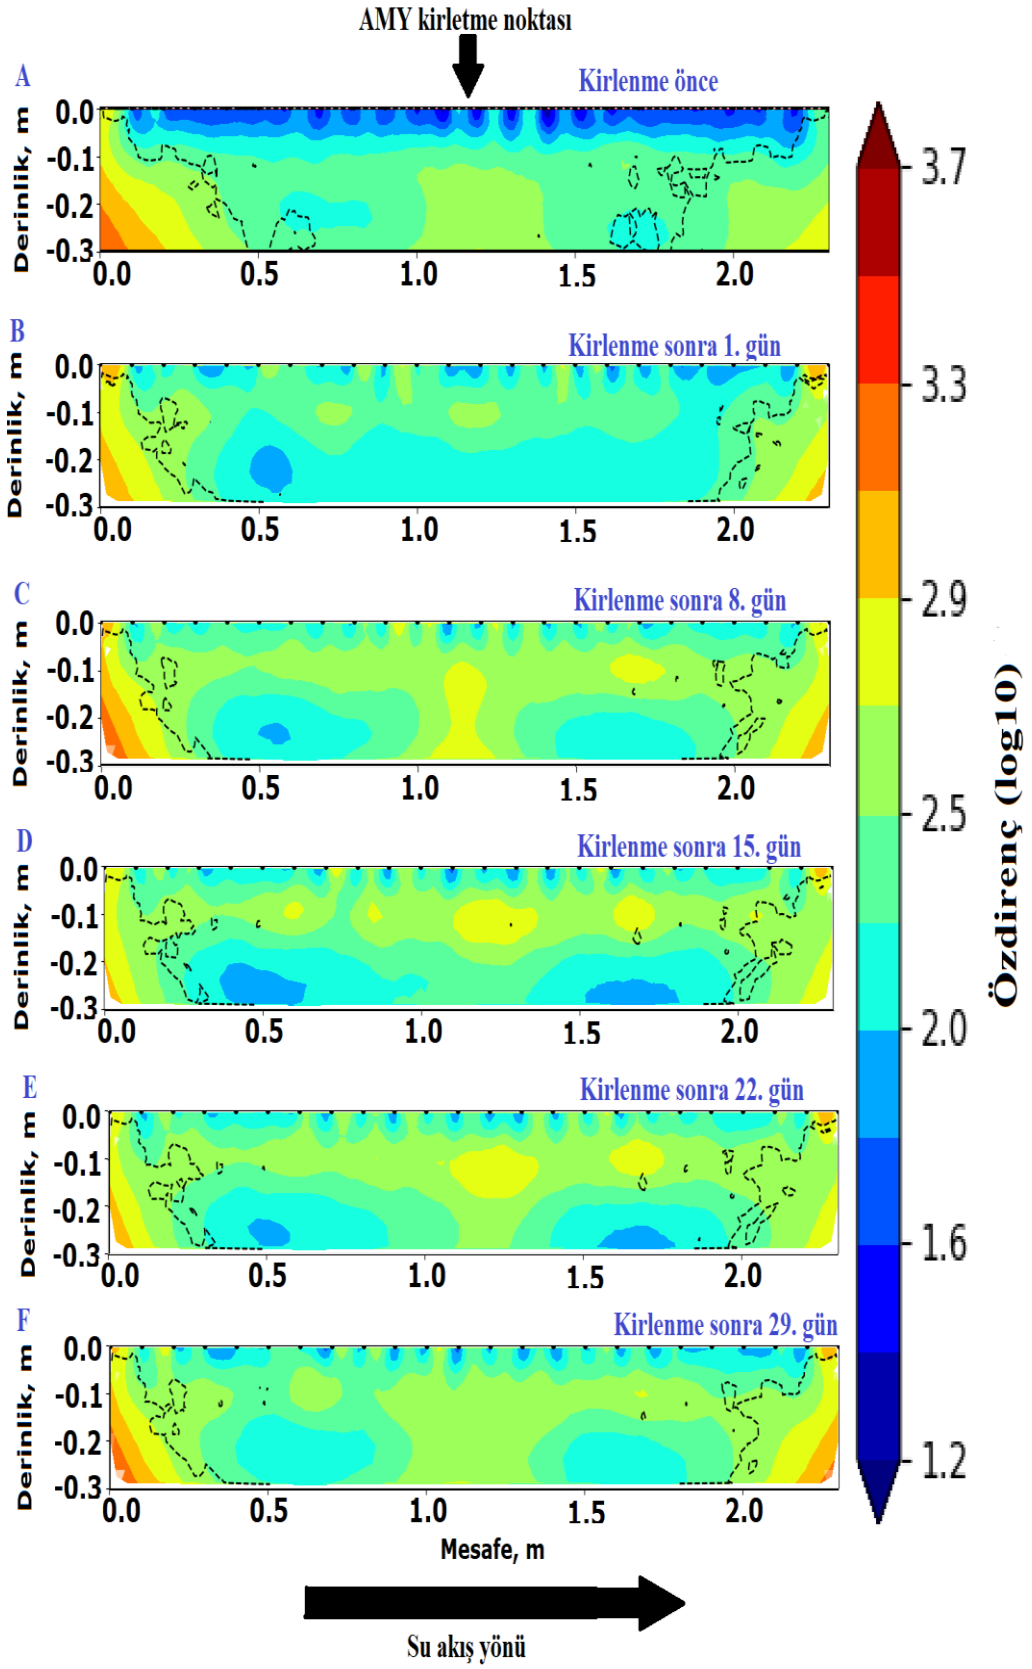 AMY kirletme noktası
A
Kirlenme önce
Derinlik, m
0.0
-0.1
-0.2
-0.3
0.0 0.5 1.0 1.5 2.0
B
Kirlenme sonra 1. gün
Derinlik, m
0.0
-0.1
-0.2
-0.3
0.0 0.5 1.0 1.5 2.0
C
Kirlenme sonra 8. gün
Derinlik, m
0.0
-0.1
-0.2
-0.3
0.0 0.5 1.0 1.5 2.0
D
Kirlenme sonra 15. gün
Derinlik, m
0.0
-0.1
-0.2
-0.3
0.0 0.5 1.0 1.5 2.0
E
Kirlenme sonra 22. gün
Derinlik, m
0.0
-0.1
-0.2
-0.3
0.0 0.5 1.0 1.5 2.0
F
Kirlenme sonra 29. gün
Derinlik, m
0.0
-0.1
-0.2
-0.3
0.0 0.5 1.0 1.5 2.0
Mesafe, m
Su akış yönü
3.7
3.3
2.9
2.5
2.0
1.6
1.2
Özdirenç (log10)